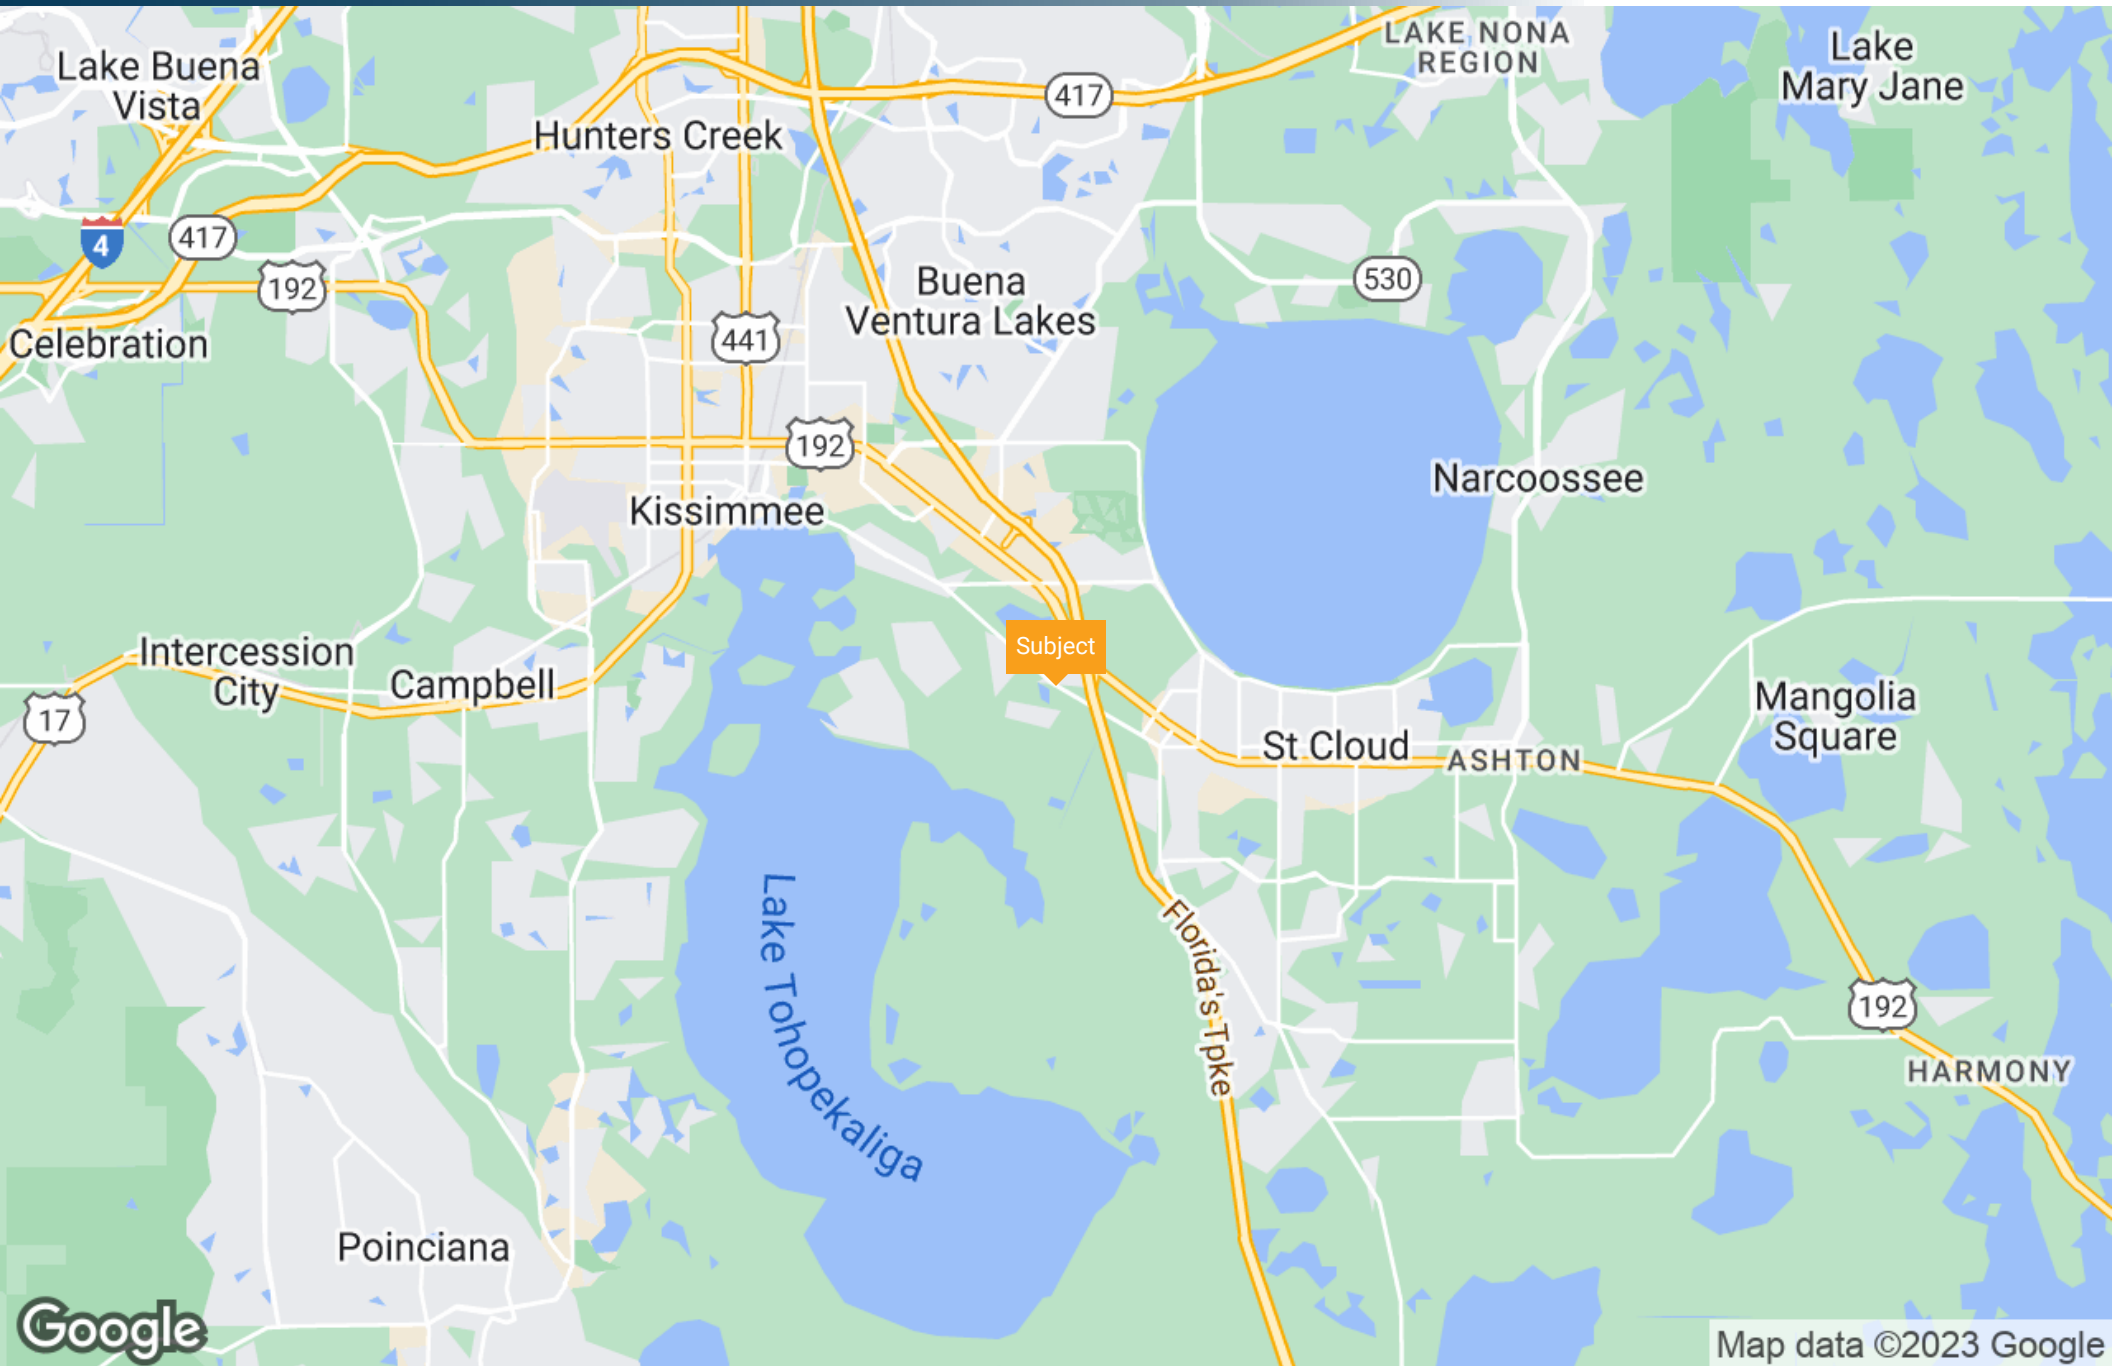 LAKE NONA
REGION
Lake
Mary Jane
Lake Buena
Vista
417
Hunters Creek
4
417
192
Buena
Ventura Lakes
530
Celebration
441
192
Narcoossee
Kissimmee
Subject
Intercession
City
Campbell
17
Mangolia
Square
St Cloud
ASHTON
Lake Tohopekaliga
Florida's Tpke
192
HARMONY
Poinciana
Google
Map data ©2023 Google